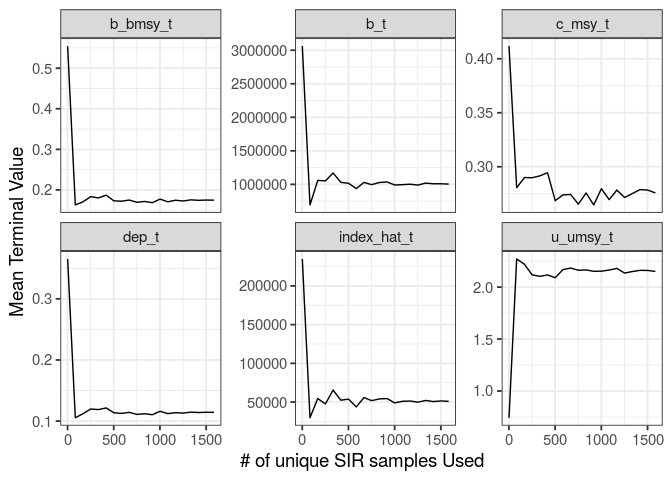 b_bmsy_t
b_t
c_msy_t
0.5
0.4
0.3
0.2
3000000
2500000
2000000
1500000
1000000
0.40
0.35
0.30
dep_t
index_hat_t
u_umsy_t
0.3
0.2
0.1
200000
150000
100000
50000
2.0
1.5
1.0
0 500 1000 1500
0 500 1000 1500
0 500 1000 1500
Mean Terminal Value
# of unique SIR samples Used